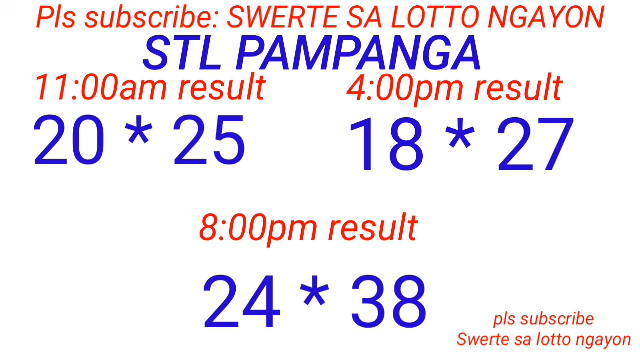 Pls subscribe: SWERTE SA LOTTO NGAYON
STL PAMPANGA
11:00am result
20 * 25
4:00pm result
18 * 27
8:00pm result
24 * 38
pls subscribe
Swerte sa lotto ngayon